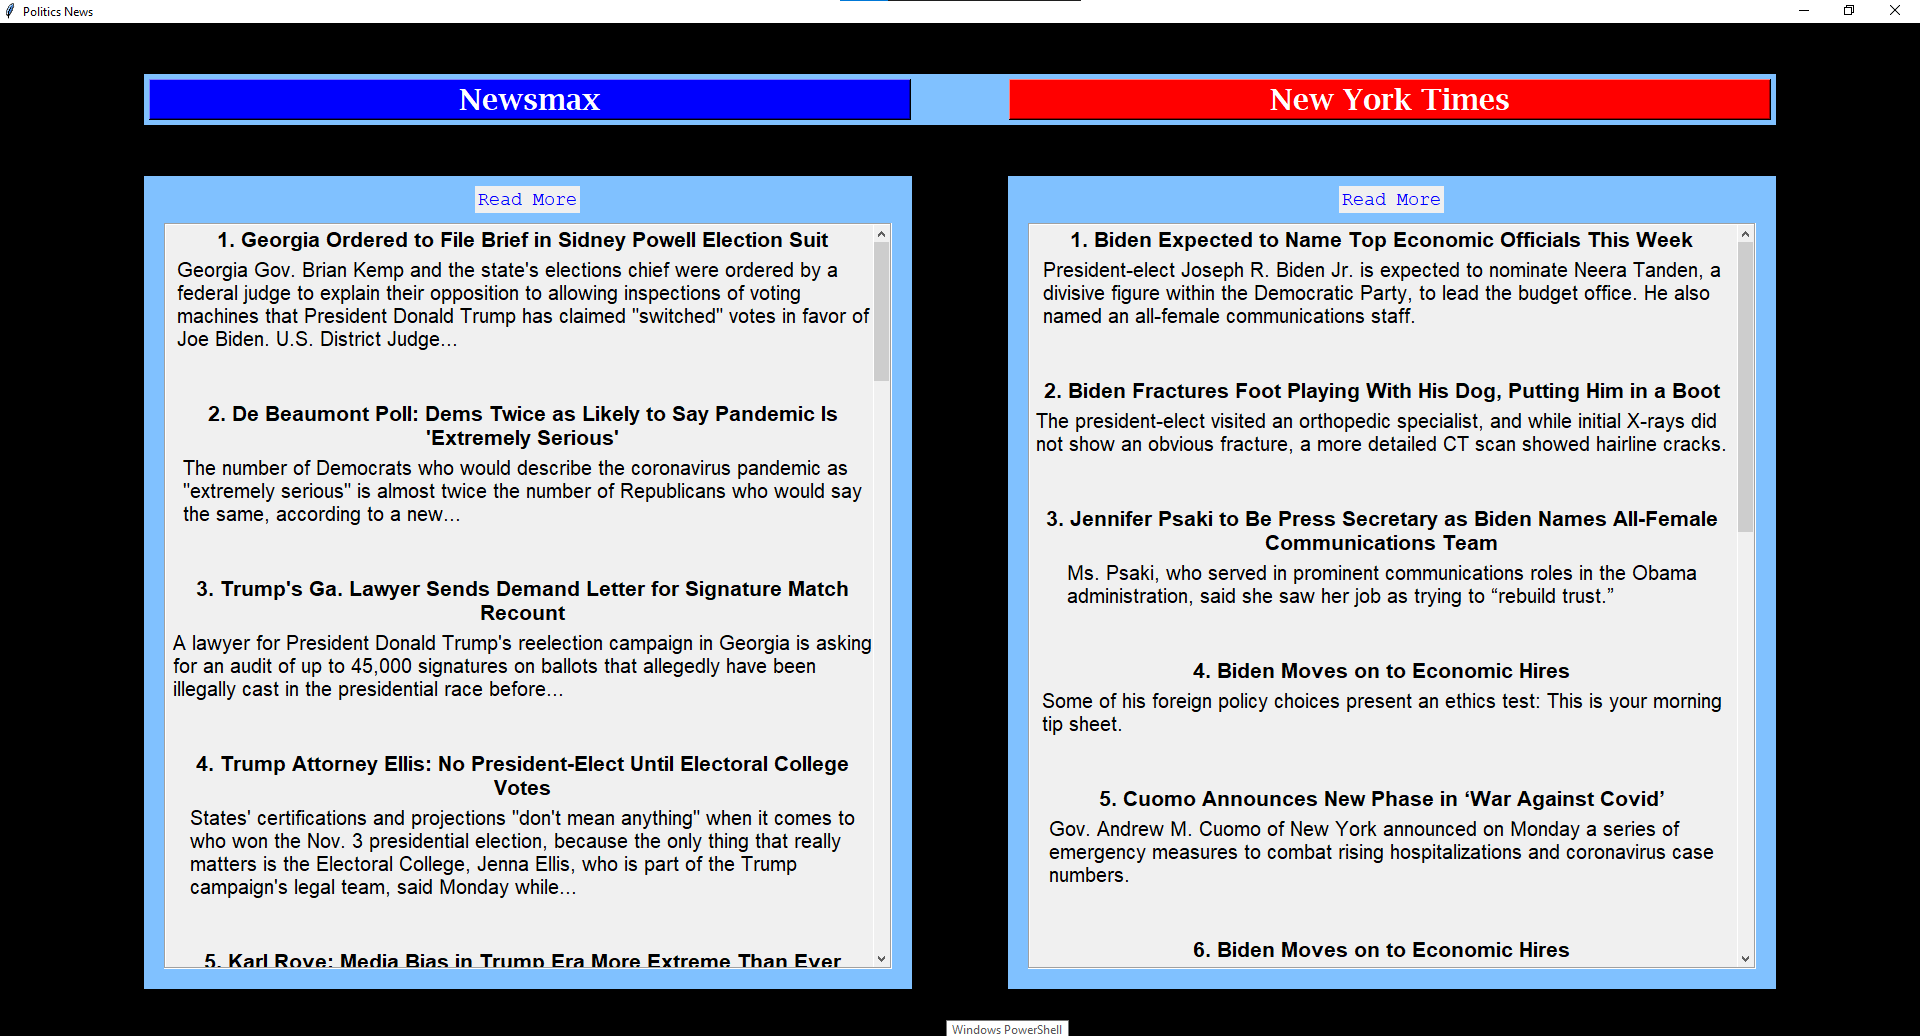 Politics News
Newsmax
New York Times
Read More
1. Georgia Ordered to File Brief in Sidney Powell Election Suit
Georgia Gov. Brian Kemp and the state's elections chief were ordered by a
federal judge to explain their opposition to allowing inspections of voting
machines that President Donald Trump has claimed "switched" votes in favor of
Joe Biden. U.S. District Judge...
2. De Beaumont Poll: Dems Twice as Likely to Say Pandemic Is
'Extremely Serious'
The number of Democrats who would describe the coronavirus pandemic as
"extremely serious" is almost twice the number of Republicans who would say
the same, according to a new...
3. Trump's Ga. Lawyer Sends Demand Letter for Signature Match
Recount
A lawyer for President Donald Trump's reelection campaign in Georgia is asking
for an audit of up to 45,000 signatures on ballots that allegedly have been
illegally cast in the presidential race before...
4. Trump Attorney Ellis: No President-Elect Until Electoral College
Votes
States' certifications and projections "don't mean anything" when it comes to
who won the Nov. 3 presidential election, because the only thing that really
matters is the Electoral College, Jenna Ellis, who is part of the Trump
campaign's legal team, said Monday while...
5. Karl Rove: Media Bias in Trump Era More Extreme Than Ever
Read More
1. Biden Expected to Name Top Economic Officials This Week
President-elect Joseph R. Biden Jr. is expected to nominate Neera Tanden, a
divisive figure within the Democratic Party, to lead the budget office. He also
named an all-female communications staff.
2. Biden Fractures Foot Playing With His Dog, Putting Him in a Boot
The president-elect visited an orthopedic specialist, and while initial X-rays did
not show an obvious fracture, a more detailed CT scan showed hairline cracks.
3. Jennifer Psaki to Be Press Secretary as Biden Names All-Female
Communications Team
Ms. Psaki, who served in prominent communications roles in the Obama
administration, said she saw her job as trying to “rebuild trust.”
4. Biden Moves on to Economic Hires
Some of his foreign policy choices present an ethics test: This is your morning
tip sheet.
5. Cuomo Announces New Phase in ‘War Against Covid’
Gov. Andrew M. Cuomo of New York announced on Monday a series of
emergency measures to combat rising hospitalizations and coronavirus case
numbers.
6. Biden Moves on to Economic Hires
Windows PowerShell